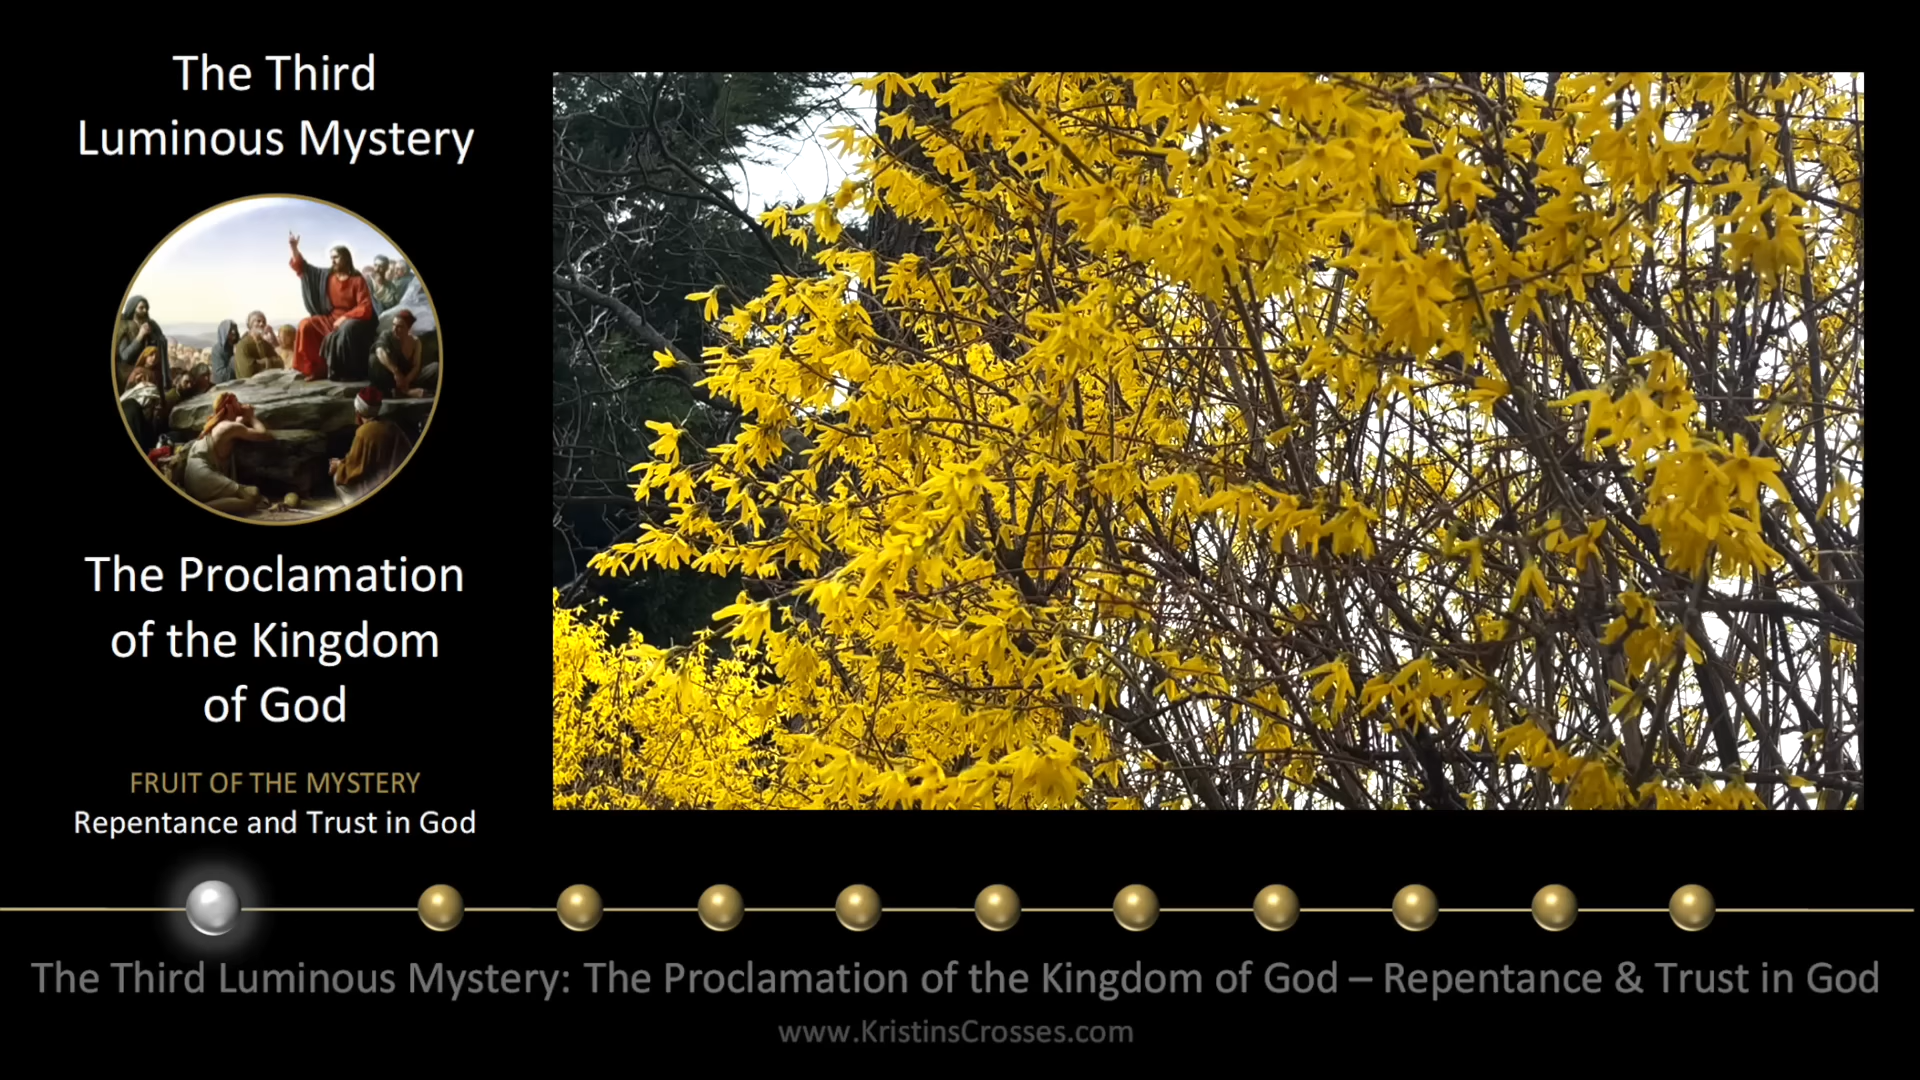 The Third
Luminous Mystery
The Proclamation
of the Kingdom
of God
FRUIT OF THE MYSTERY
Repentance and Trust in God
The Third Luminous Mystery: The Proclamation of the Kingdom of God – Repentance & Trust in God
www.KristinsCrosses.com